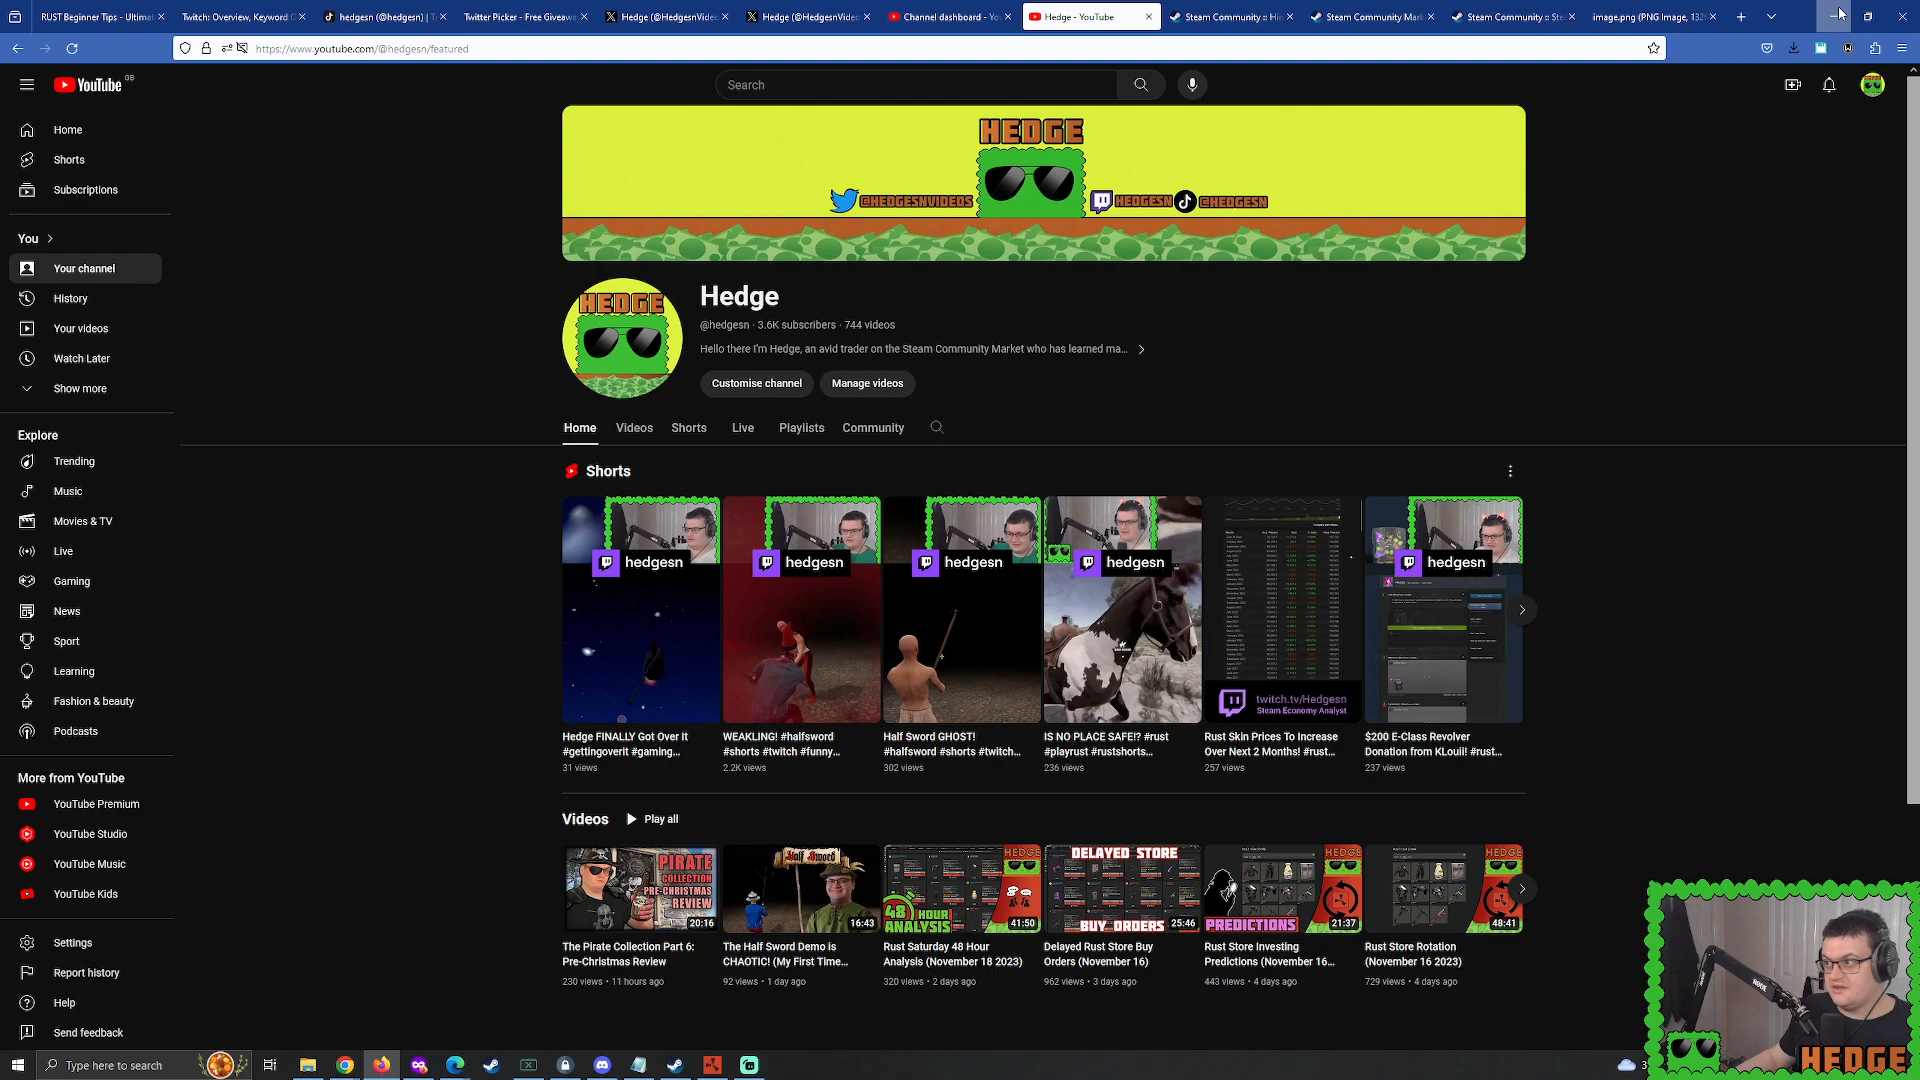 RUST Beginner Tips - Ultimat
Twitch: Overview, Keyword
hedgesn (@hedgesn) | T
Twitter Picker - Free Giveaw
Hedge (@HedgesnVideo
Hedge (@HedgesnVideo
Channel dashboard - Yo
Hedge - YouTube
Steam Community :: Hi
Steam Community Mark
Steam Community :: Ste
image.png (PNG Image, 13
https://www.youtube.com/@hedgesn/featured
YouTube GB
Search
Home
Shorts
Subscriptions
You
Your channel
History
Your videos
Watch Later
Show more
Explore
Trending
Music
Movies & TV
Live
Gaming
News
Sport
Learning
Fashion & beauty
Podcasts
More from YouTube
YouTube Premium
YouTube Studio
YouTube Music
YouTube Kids
Settings
Report history
Help
Send feedback
HEDGE
@HEDGESNVIDEOS
HEDGESN
@HEDGESN
HEDGE
Hedge
@hedgesn · 3.6K subscribers · 744 videos
Hello there I'm Hedge, an avid trader on the Steam Community Market who has learned ma...
Customise channel
Manage videos
Home
Videos
Shorts
Live
Playlists
Community
Shorts
hedgesn
hedgesn
hedgesn
hedgesn
twitch.tv/Hedgesn
Steam Economy Analyst
hedgesn
Hedge FINALLY Got Over It
#gettingoverit #gaming...
31 views
WEAKLING! #halfsword
#shorts #twitch #funny...
2.2K views
Half Sword GHOST!
#halfsword #shorts #twitch...
302 views
IS NO PLACE SAFE!? #rust
#playrust #rustshorts...
236 views
Rust Skin Prices To Increase
Over Next 2 Months! #rust...
257 views
$200 E-Class Revolver
Donation from KLouii! #rust...
237 views
Videos
Play all
PIRATE
COLLECTION
PRE-CHRISTMAS
REVIEW
20:16
Half Sword
16:43
HEDGE
48 HOUR
ANALYSIS
41:50
DELAYED STORE
BUY ORDERS
25:46
HEDGE
PREDICTIONS
21:37
HEDGE
48:41
The Pirate Collection Part 6:
Pre-Christmas Review
230 views · 11 hours ago
The Half Sword Demo is
CHAOTIC! (My First Time...
92 views · 1 day ago
Rust Saturday 48 Hour
Analysis (November 18 2023)
320 views · 2 days ago
Delayed Rust Store Buy
Orders (November 16)
962 views · 3 days ago
Rust Store Investing
Predictions (November 16...
443 views · 4 days ago
Rust Store Rotation
(November 16 2023)
729 views · 4 days ago
RODE
HEDGE
Type here to search